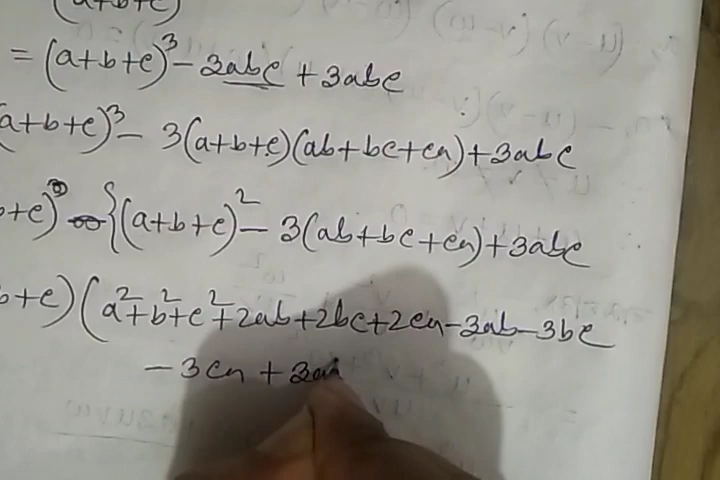 (a+b+c)
= (a+b+c)³ - 3abc + 3abc
(a+b+c)³ - 3(a+b+c)(ab+bc+ca)+3abc
b+c) {(a+b+c)² - 3(ab+bc+ca)+3abc
b+c)(a²+b²+c²+2ab+2bc+2ca-3ab-3bc
- 3ca + 3a